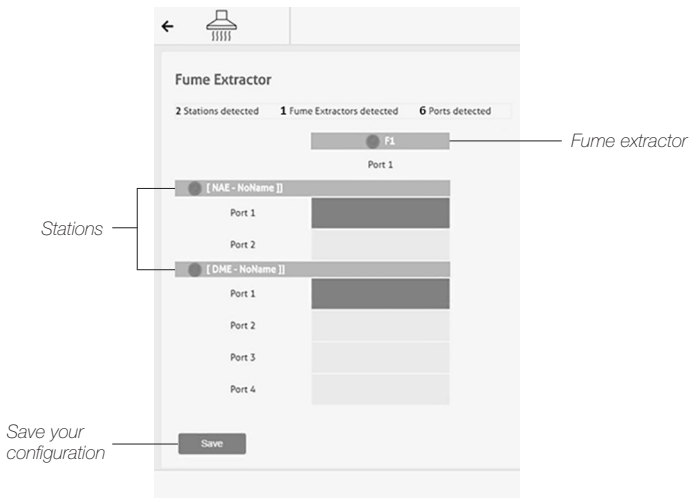 Fume Extractor
2 Stations detected 1 Fume Extractors detected 6 Ports detected
F1
Fume extractor
Port 1
[ NAE - NoName ]]
Port 1
Stations
Port 2
[ DME - NoName ]]
Port 1
Port 2
Port 3
Port 4
Save your
configuration
Save